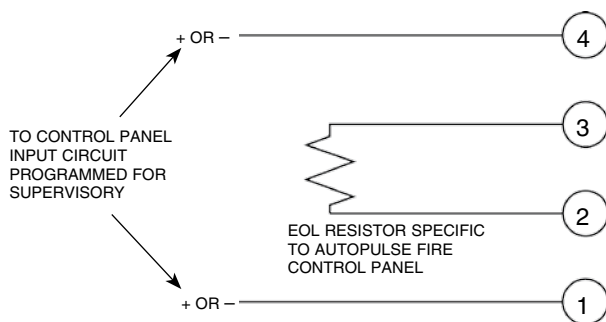 + OR – 4
3
TO CONTROL PANEL
INPUT CIRCUIT
PROGRAMMED FOR
SUPERVISORY
2
EOL RESISTOR SPECIFIC
TO AUTOPULSE FIRE
CONTROL PANEL
+ OR – 1